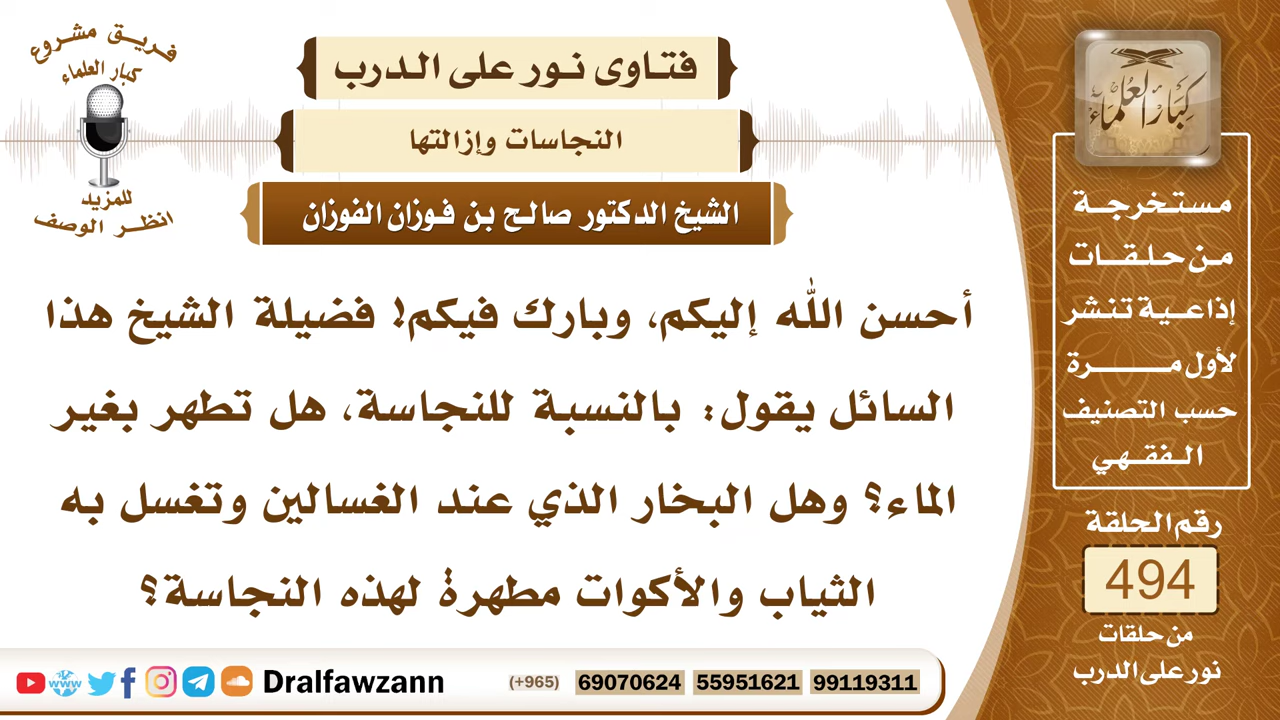 فريق مشروع
كبار العلماء
للمزيد
انظر الوصف
فتاوى نور على الدرب
النجاسات وإزالتها
الشيخ الدكتور صالح بن فوزان الفوزان
أحسن الله إليكم، وبارك فيكم! فضيلة الشيخ هذا
السائل يقول: بالنسبة للنجاسة، هل تطهر بغير
الماء؟ وهل البخار الذي عند الغسالين وتغسل به
الثياب والأكوات مطهرةٌ لهذه النجاسة؟
كبار العلماء
مستخرجة
من حلقات
إذاعية تنشر
لأول مرة
حسب التصنيف
الفقهي
رقم الحلقة
494
من حلقات
نور على الدرب
www
Dralfawzann
(+965) 69070624 55951621 99119311